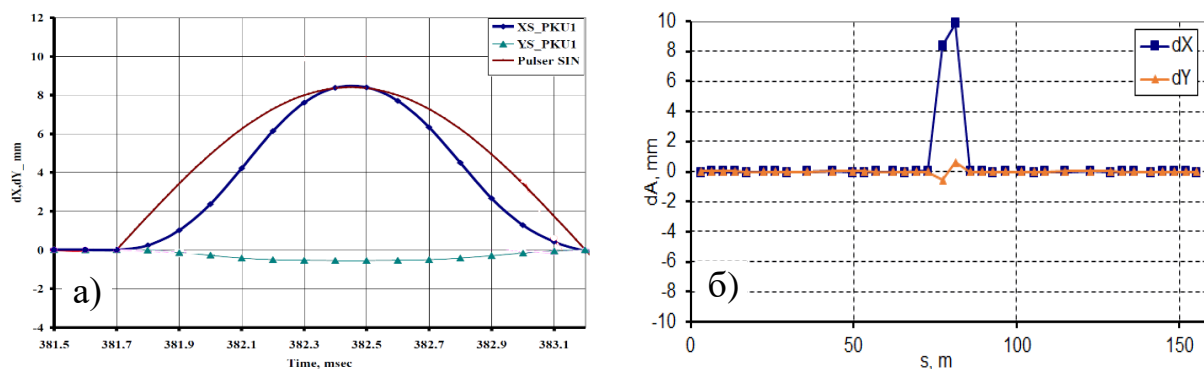 12
10
8
6
4
2
0
-2
-4
dX,dY_ mm
XS_PKU1
YS_PKU1
Pulser SIN
а)
381.5 381.7 381.9 382.1 382.3 382.5 382.7 382.9 383.1
Time, msec
10
8
6
4
2
0
-2
-4
-6
-8
-10
dA, mm
dX
dY
б)
0 50 100 150
s, m